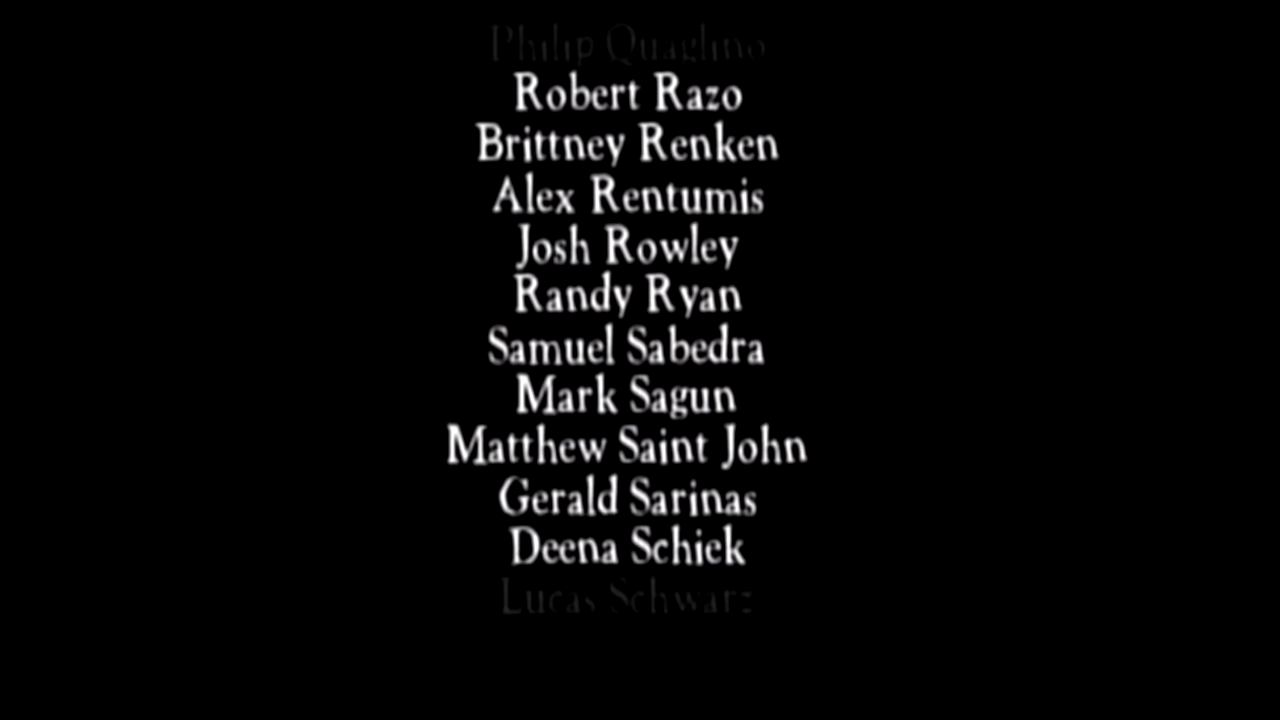 Philip Quaglino
Robert Razo
Brittney Renken
Alex Rentumis
Josh Rowley
Randy Ryan
Samuel Sabedra
Mark Sagun
Matthew Saint John
Gerald Sarinas
Deena Schiek
Lucas Schwarz